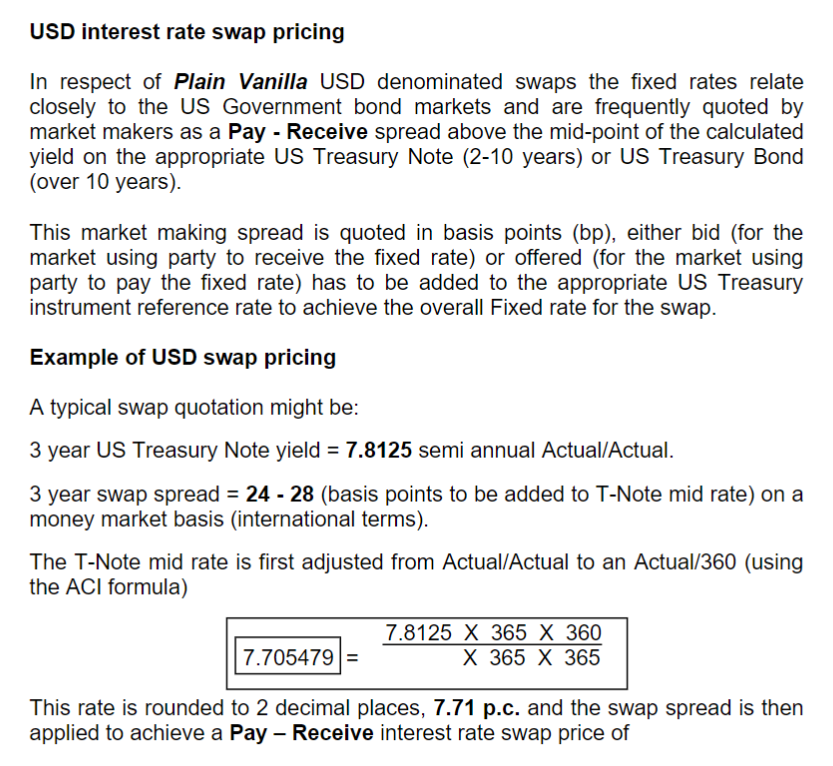 USD interest rate swap pricing
In respect of Plain Vanilla USD denominated swaps the fixed rates relate
closely to the US Government bond markets and are frequently quoted by
market makers as a Pay - Receive spread above the mid-point of the calculated
yield on the appropriate US Treasury Note (2-10 years) or US Treasury Bond
(over 10 years).
This market making spread is quoted in basis points (bp), either bid (for the
market using party to receive the fixed rate) or offered (for the market using
party to pay the fixed rate) has to be added to the appropriate US Treasury
instrument reference rate to achieve the overall Fixed rate for the swap.
Example of USD swap pricing
A typical swap quotation might be:
3 year US Treasury Note yield = 7.8125 semi annual Actual/Actual.
3 year swap spread = 24 - 28 (basis points to be added to T-Note mid rate) on a
money market basis (international terms).
The T-Note mid rate is first adjusted from Actual/Actual to an Actual/360 (using
the ACI formula)
7.8125 X 365 X 360
7.705479 = X 365 X 365
This rate is rounded to 2 decimal places, 7.71 p.c. and the swap spread is then
applied to achieve a Pay – Receive interest rate swap price of